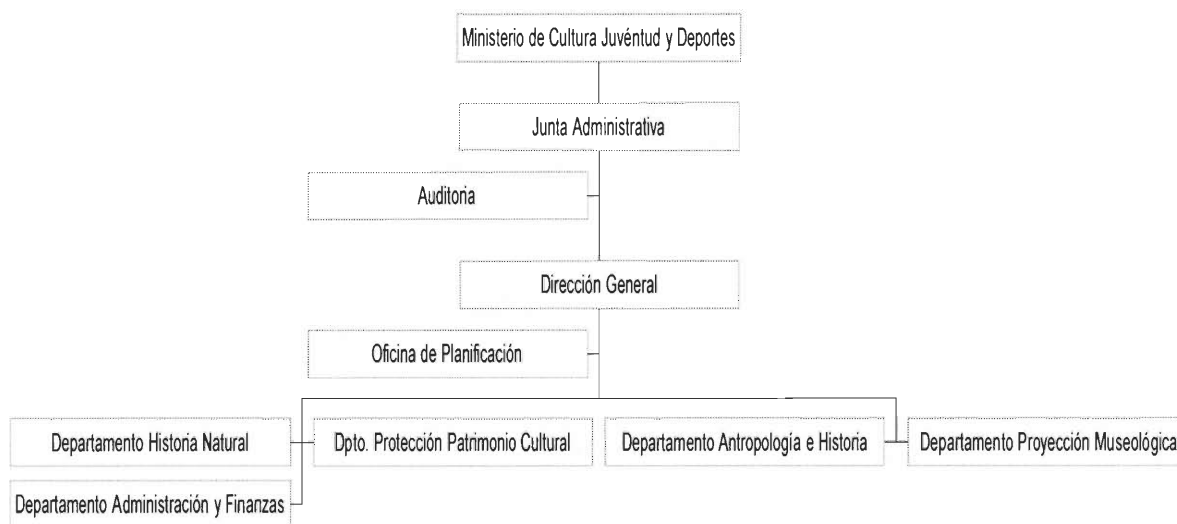 Ministerio de Cultura Juvéntud y Deportes
Junta Administrativa
Auditoria
Dirección General
Oficina de Planificación
Departamento Historia Natural
Dpto. Protección Patrimonio Cultural
Departamento Antropología e Historia
Departamento Proyección Museológica
Departamento Administración y Finanzas